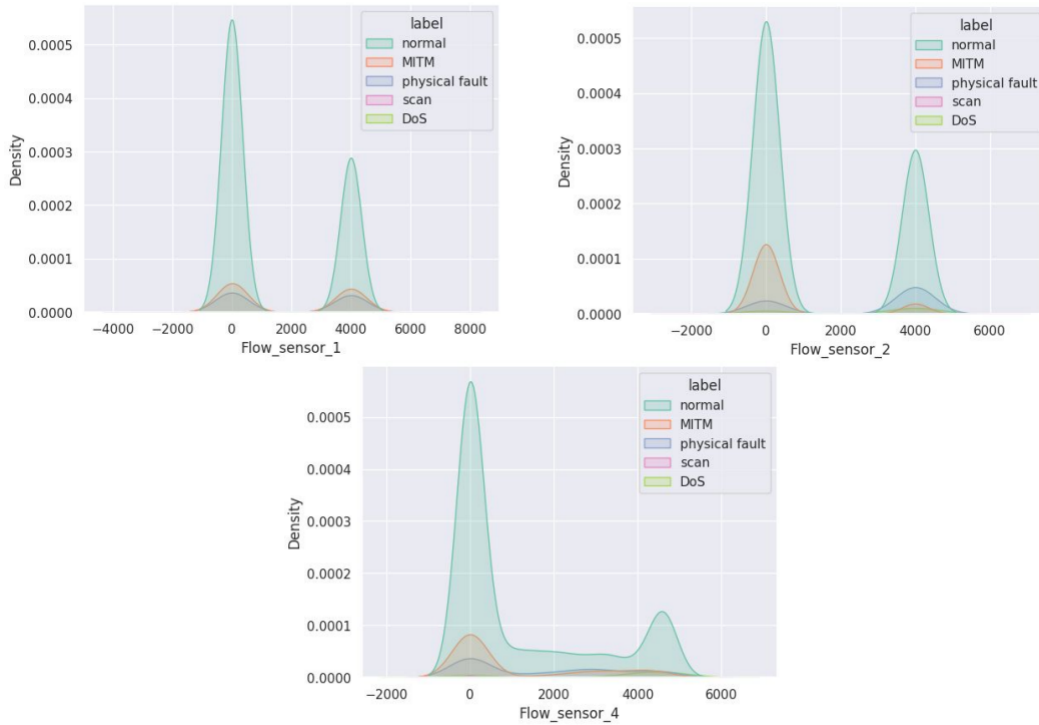 label
normal
MITM
physical fault
scan
DoS
0.0005
0.0004
0.0003
0.0002
0.0001
0.0000
Density
−4000 −2000 0 2000 4000 6000 8000
Flow_sensor_1
label
normal
MITM
physical fault
scan
DoS
0.0005
0.0004
0.0003
0.0002
0.0001
0.0000
Density
−2000 0 2000 4000 6000
Flow_sensor_2
label
normal
MITM
physical fault
scan
DoS
0.0005
0.0004
0.0003
0.0002
0.0001
0.0000
Density
−2000 0 2000 4000 6000
Flow_sensor_4